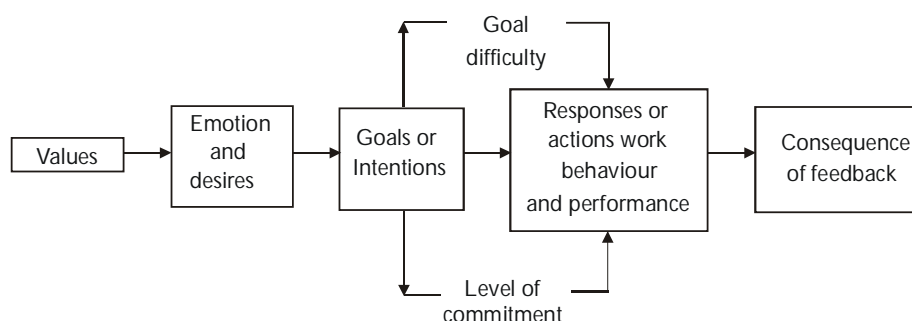 Values
Emotion
and
desires
Goals or
Intentions
Goal
difficulty
Level of
commitment
Responses or
actions work
behaviour
and performance
Consequence
of feedback